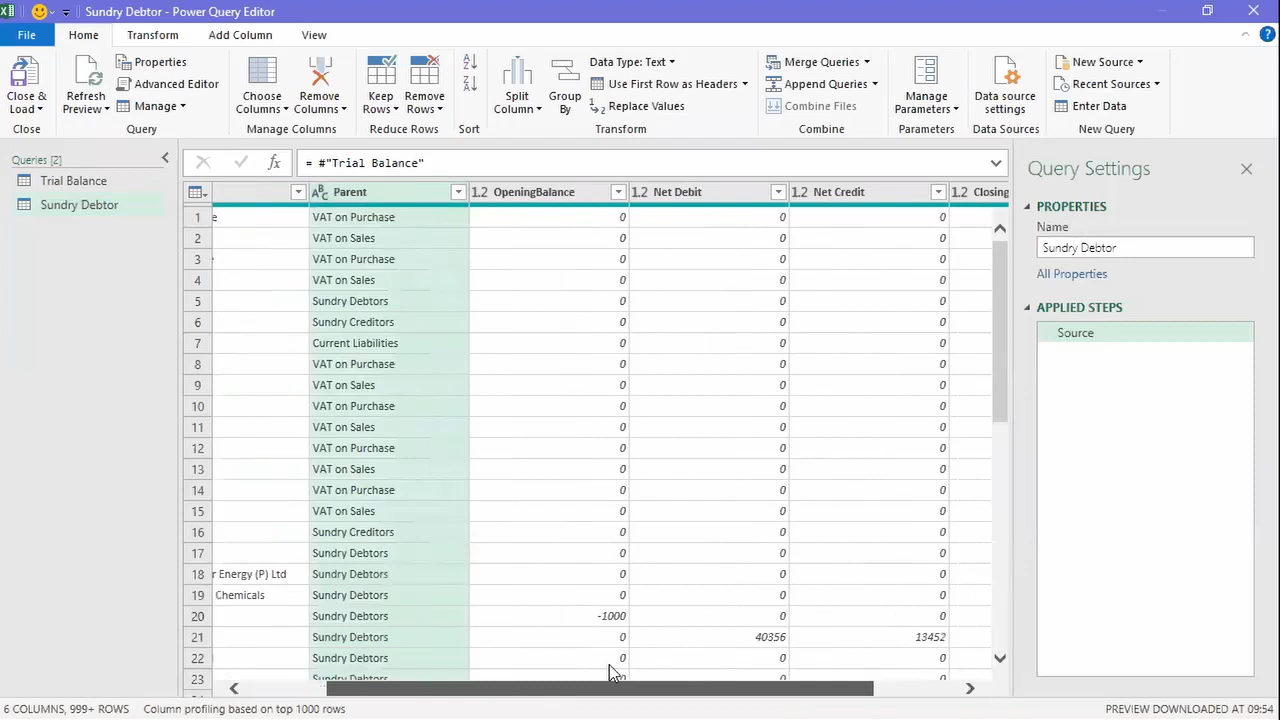 Sundry Debtor - Power Query Editor
File Home Transform Add Column View
Close & Load
Refresh Preview
Properties
Advanced Editor
Manage
Choose Columns
Remove Columns
Keep Rows
Remove Rows
Split Column
Group By
Data Type: Text
Use First Row as Headers
Replace Values
Merge Queries
Append Queries
Combine Files
Manage Parameters
Data source settings
New Source
Recent Sources
Enter Data
Close Query Manage Columns Reduce Rows Sort Transform Combine Parameters Data Sources New Query
Queries [2]
Trial Balance
Sundry Debtor
fx = #"Trial Balance"
ABC Parent 1.2 OpeningBalance 1.2 Net Debit 1.2 Net Credit 1.2 Closing
1 e VAT on Purchase 0 0 0
2 VAT on Sales 0 0 0
3 VAT on Purchase 0 0 0
4 VAT on Sales 0 0 0
5 Sundry Debtors 0 0 0
6 Sundry Creditors 0 0 0
7 Current Liabilities 0 0 0
8 VAT on Purchase 0 0 0
9 VAT on Sales 0 0 0
10 VAT on Purchase 0 0 0
11 VAT on Sales 0 0 0
12 VAT on Purchase 0 0 0
13 VAT on Sales 0 0 0
14 VAT on Purchase 0 0 0
15 VAT on Sales 0 0 0
16 Sundry Creditors 0 0 0
17 Sundry Debtors 0 0 0
18 r Energy (P) Ltd Sundry Debtors 0 0 0
19 Chemicals Sundry Debtors 0 0 0
20 Sundry Debtors -1000 0 0
21 Sundry Debtors 0 40356 13452
22 Sundry Debtors 0 0 0
23 Sundry Debtors 0 0 0
Query Settings
PROPERTIES
Name
Sundry Debtor
All Properties
APPLIED STEPS
Source
6 COLUMNS, 999+ ROWS Column profiling based on top 1000 rows PREVIEW DOWNLOADED AT 09:54